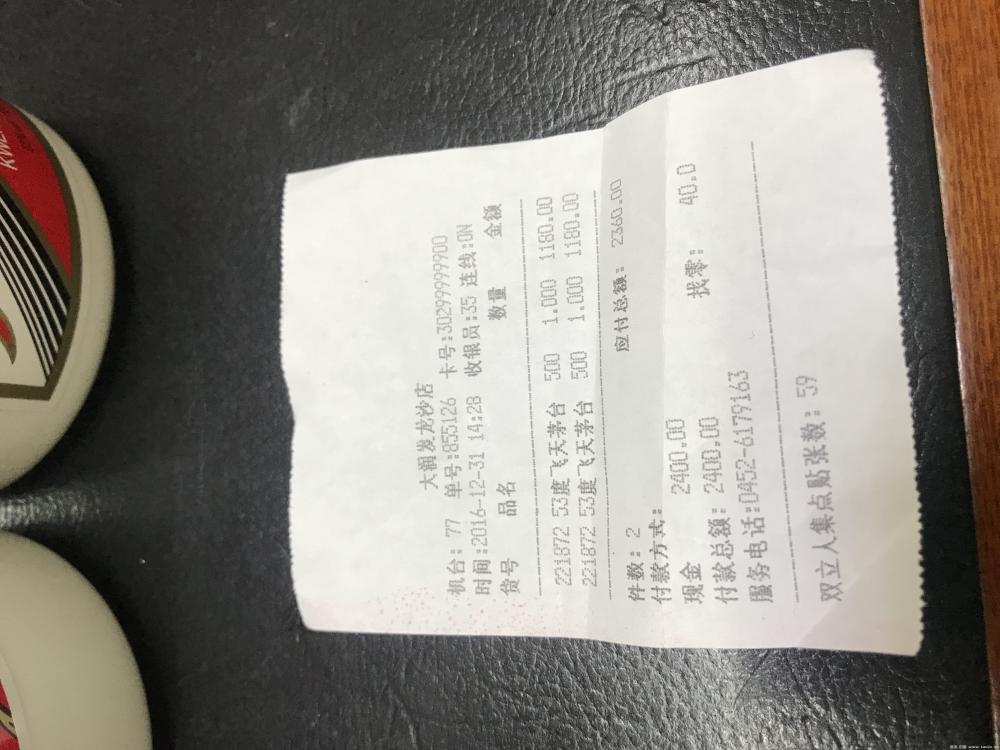 大润发龙沙店
机台: 77 单号:855126 卡号:30299999900
时间:2016-12-31 14:28 收银员:35 连线:ON
货号 品名 数量 金额
221872 53度飞天茅台 500 1.000 1180.00
221872 53度飞天茅台 500 1.000 1180.00
件数: 2 应付总额: 2360.00
付款方式:
现金 2400.00
付款总额: 2400.00 找零: 40.0
服务电话:0452-6179163
双立人集点贴张数: 59
KWE